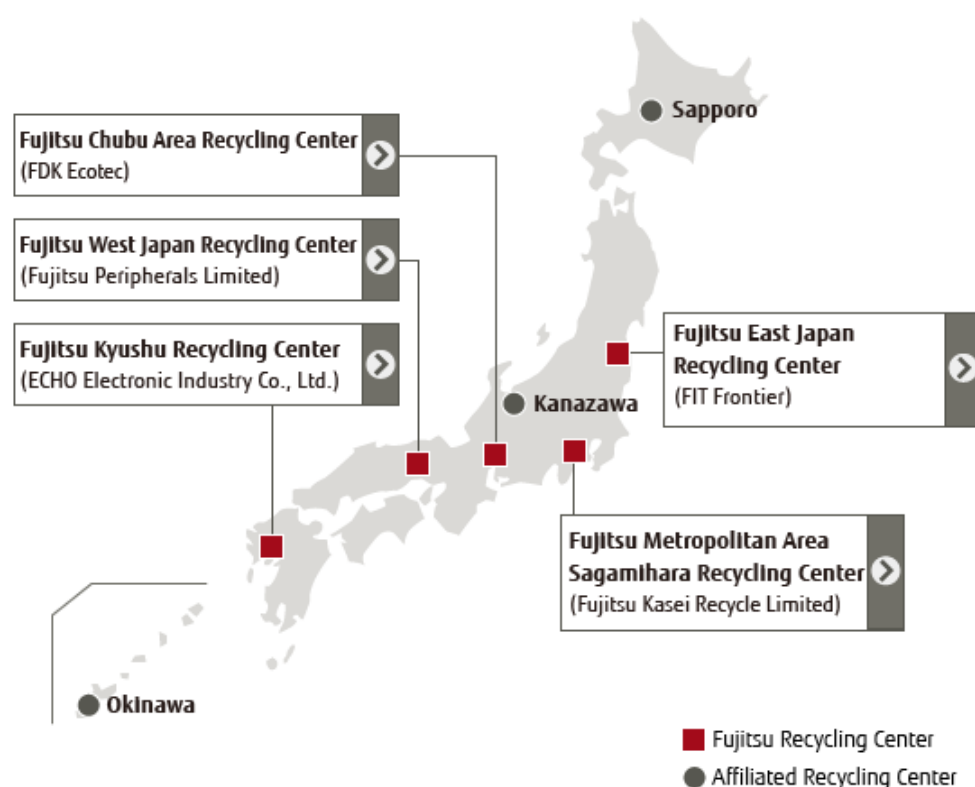 Sapporo
Fujitsu Chubu Area Recycling Center
(FDK Ecotec)
Fujitsu West Japan Recycling Center
(Fujitsu Peripherals Limited)
Fujitsu Kyushu Recycling Center
(ECHO Electronic Industry Co., Ltd.)
Fujitsu East Japan
Recycling Center
(FIT Frontier)
Kanazawa
Fujitsu Metropolitan Area
Sagamihara Recycling Center
(Fujitsu Kasei Recycle Limited)
Okinawa
Fujitsu Recycling Center
Affiliated Recycling Center